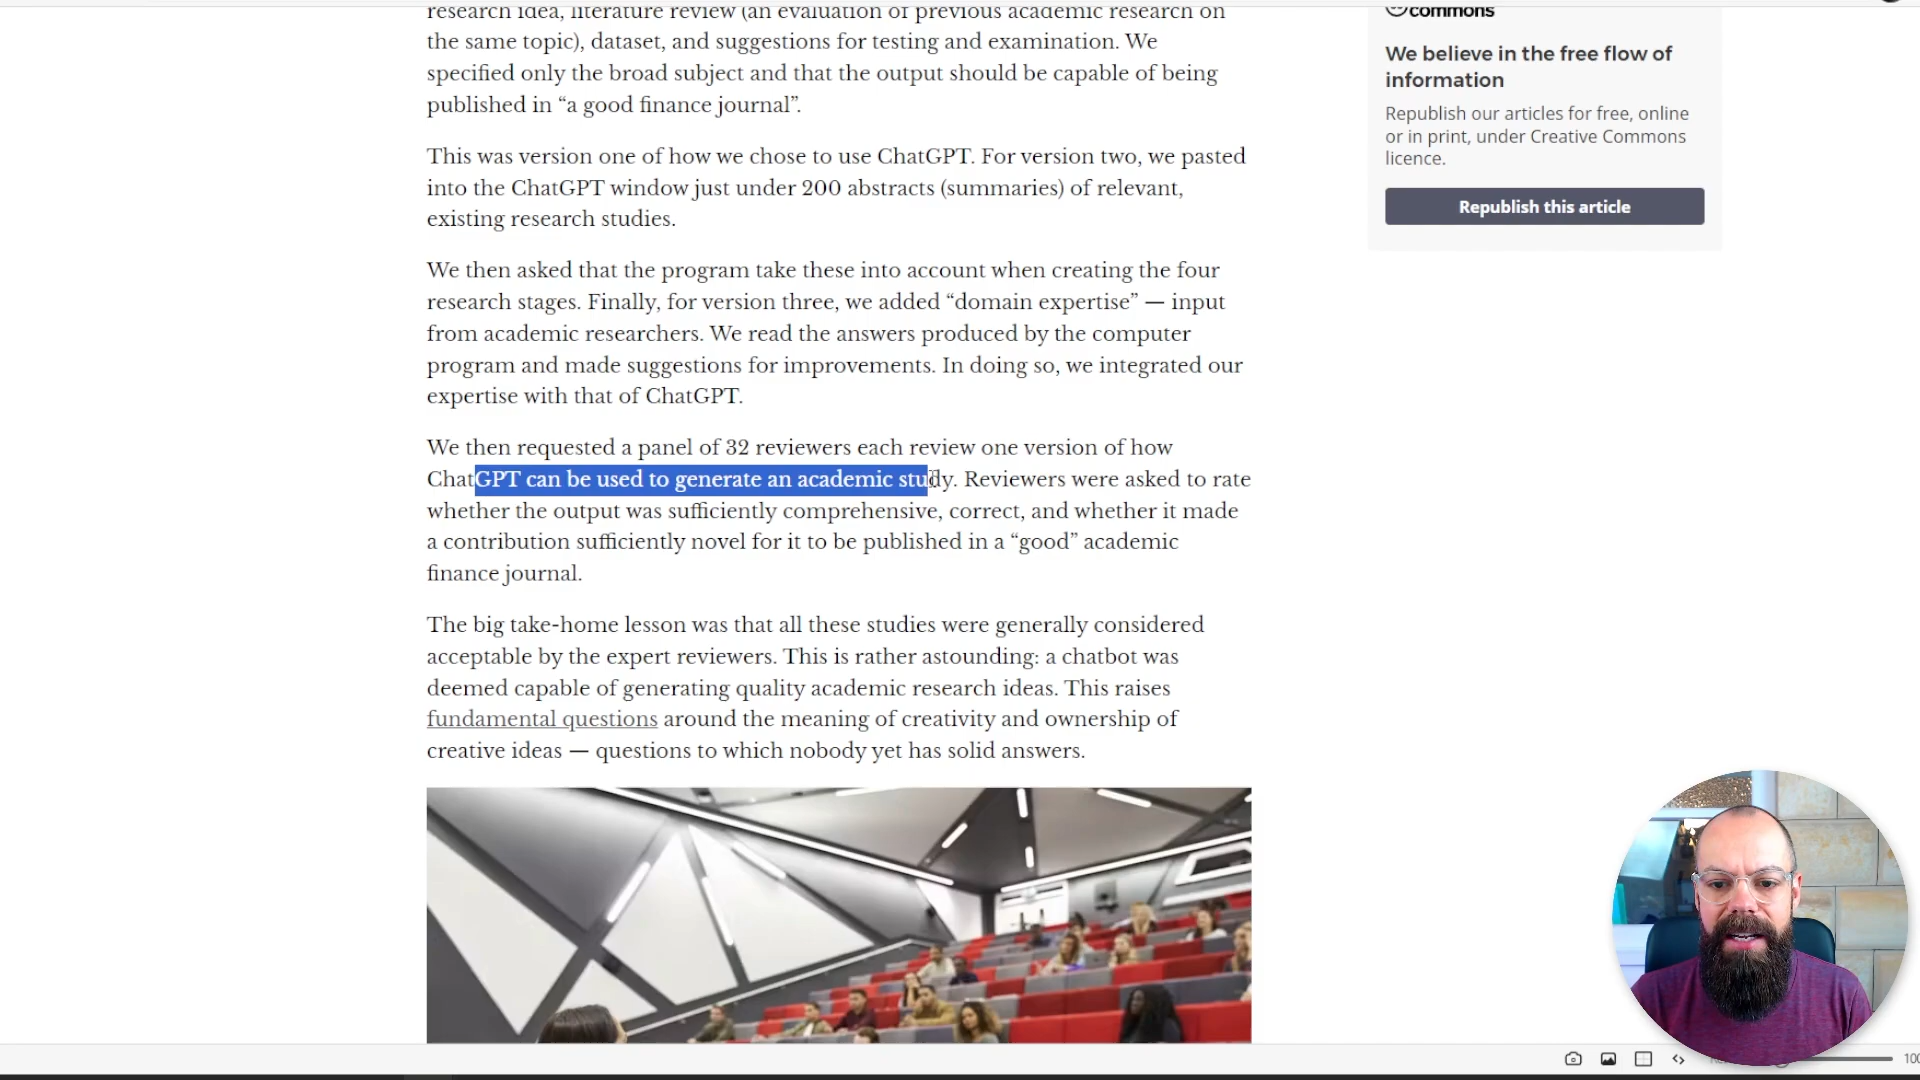 research idea, literature review (an evaluation of previous academic research on
the same topic), dataset, and suggestions for testing and examination. We
specified only the broad subject and that the output should be capable of being
published in “a good finance journal”.
This was version one of how we chose to use ChatGPT. For version two, we pasted
into the ChatGPT window just under 200 abstracts (summaries) of relevant,
existing research studies.
We then asked that the program take these into account when creating the four
research stages. Finally, for version three, we added “domain expertise” — input
from academic researchers. We read the answers produced by the computer
program and made suggestions for improvements. In doing so, we integrated our
expertise with that of ChatGPT.
We then requested a panel of 32 reviewers each review one version of how
ChatGPT can be used to generate an academic study. Reviewers were asked to rate
whether the output was sufficiently comprehensive, correct, and whether it made
a contribution sufficiently novel for it to be published in a “good” academic
finance journal.
The big take-home lesson was that all these studies were generally considered
acceptable by the expert reviewers. This is rather astounding: a chatbot was
deemed capable of generating quality academic research ideas. This raises
fundamental questions around the meaning of creativity and ownership of
creative ideas — questions to which nobody yet has solid answers.
commons
We believe in the free flow of
information
Republish our articles for free, online
or in print, under Creative Commons
licence.
Republish this article
100